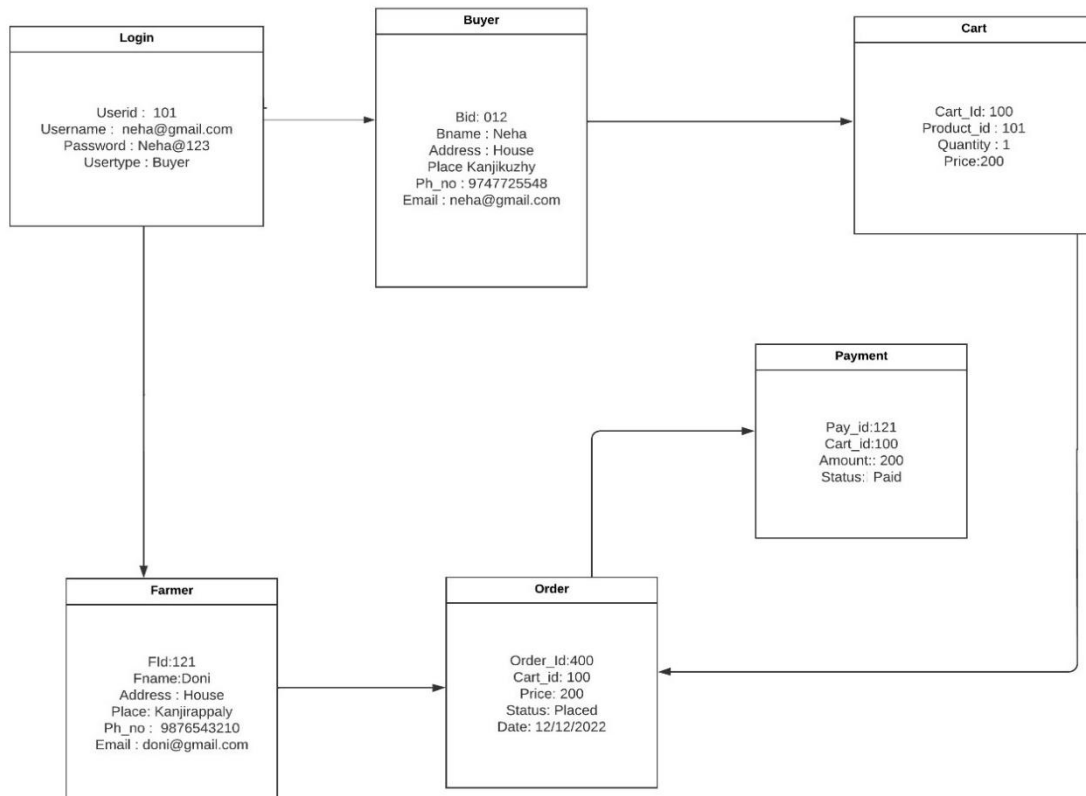 Login
Userid : 101
Username : neha@gmail.com
Password : Neha@123
Usertype : Buyer
Buyer
Bid: 012
Bname : Neha
Address : House
Place Kanjikuzhy
Ph_no : 9747725548
Email : neha@gmail.com
Cart
Cart_Id: 100
Product_id : 101
Quantity : 1
Price:200
Payment
Pay_id:121
Cart_id:100
Amount:: 200
Status: Paid
Farmer
FId:121
Fname:Doni
Address : House
Place: Kanjirappaly
Ph_no : 9876543210
Email : doni@gmail.com
Order
Order_Id:400
Cart_id: 100
Price: 200
Status: Placed
Date: 12/12/2022